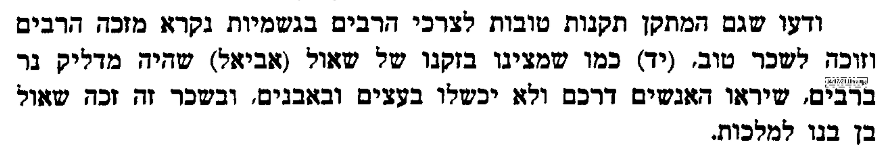 ודעו שגם המתקן תקנות טובות לצרכי הרבים בגשמיות נקרא מזכה הרבים
וזוכה לשכר טוב, (יד) כמו שמצינו בזקנו של שאול (אביאל) שהיה מדליק נר
ברבים, שיראו האנשים דרכם ולא יכשלו בעצים ובאבנים, ובשכר זה זכה שאול
בן בנו למלכות.